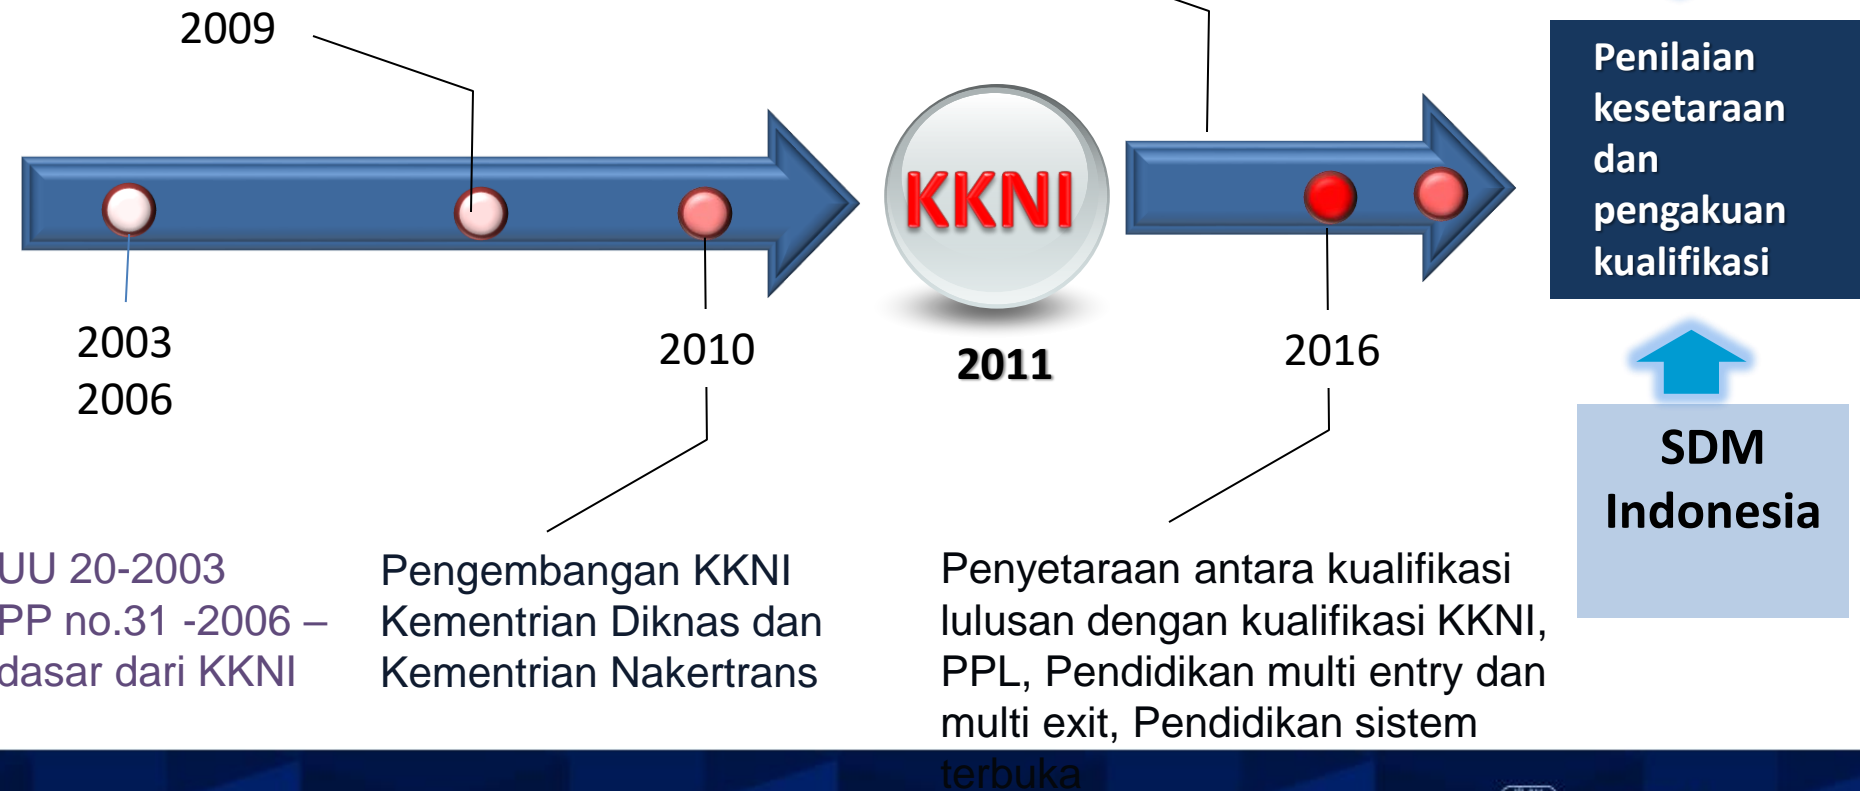 2009
KKNI
2003
2006
2010
2011
2016
UU 20-2003
PP no.31 -2006 –
dasar dari KKNI
Pengembangan KKNI
Kementrian Diknas dan
Kementrian Nakertrans
Penyetaraan antara kualifikasi
lulusan dengan kualifikasi KKNI,
PPL, Pendidikan multi entry dan
multi exit, Pendidikan sistem
terbuka
Penilaian
kesetaraan
dan
pengakuan
kualifikasi
SDM
Indonesia